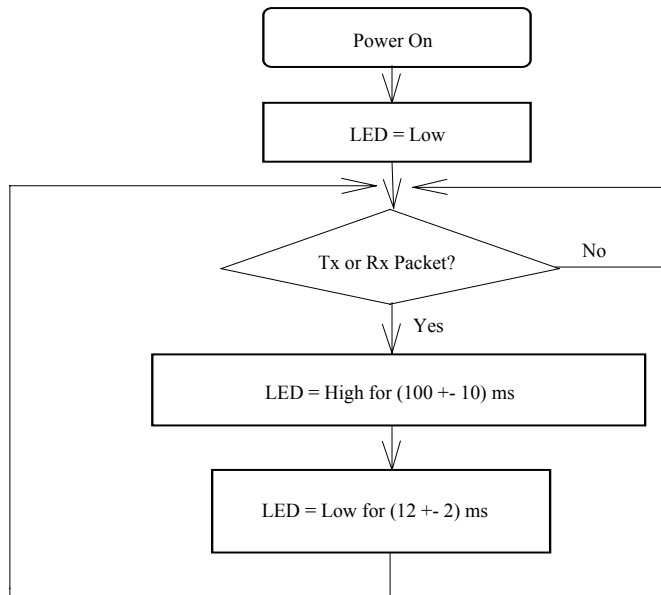 Power On
LED = Low
Tx or Rx Packet?
No
Yes
LED = High for (100 +- 10) ms
LED = Low for (12 +- 2) ms